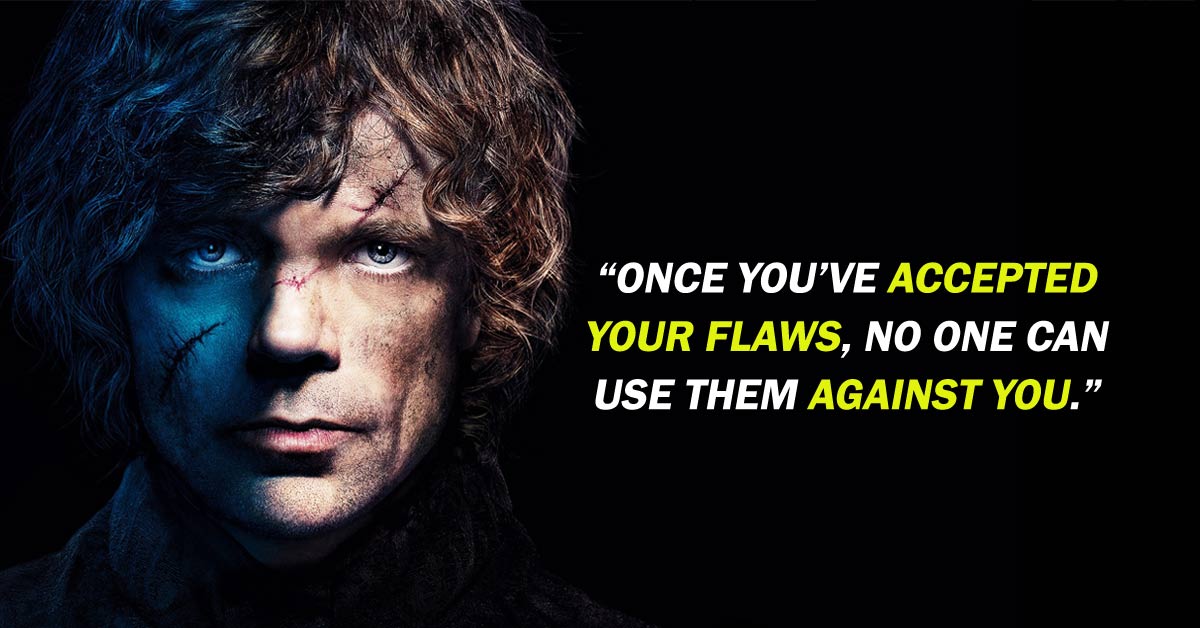 “ONCE YOU’VE ACCEPTED
YOUR FLAWS, NO ONE CAN
USE THEM AGAINST YOU.”